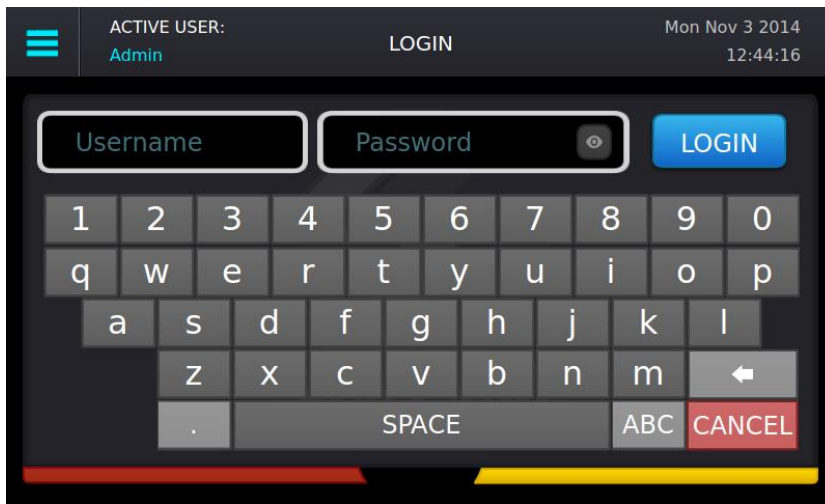 ACTIVE USER:
Admin
LOGIN
Mon Nov 3 2014
12:44:16
Username
Password
LOGIN
1 2 3 4 5 6 7 8 9 0
q w e r t y u i o p
a s d f g h j k l
z x c v b n m
. SPACE ABC CANCEL